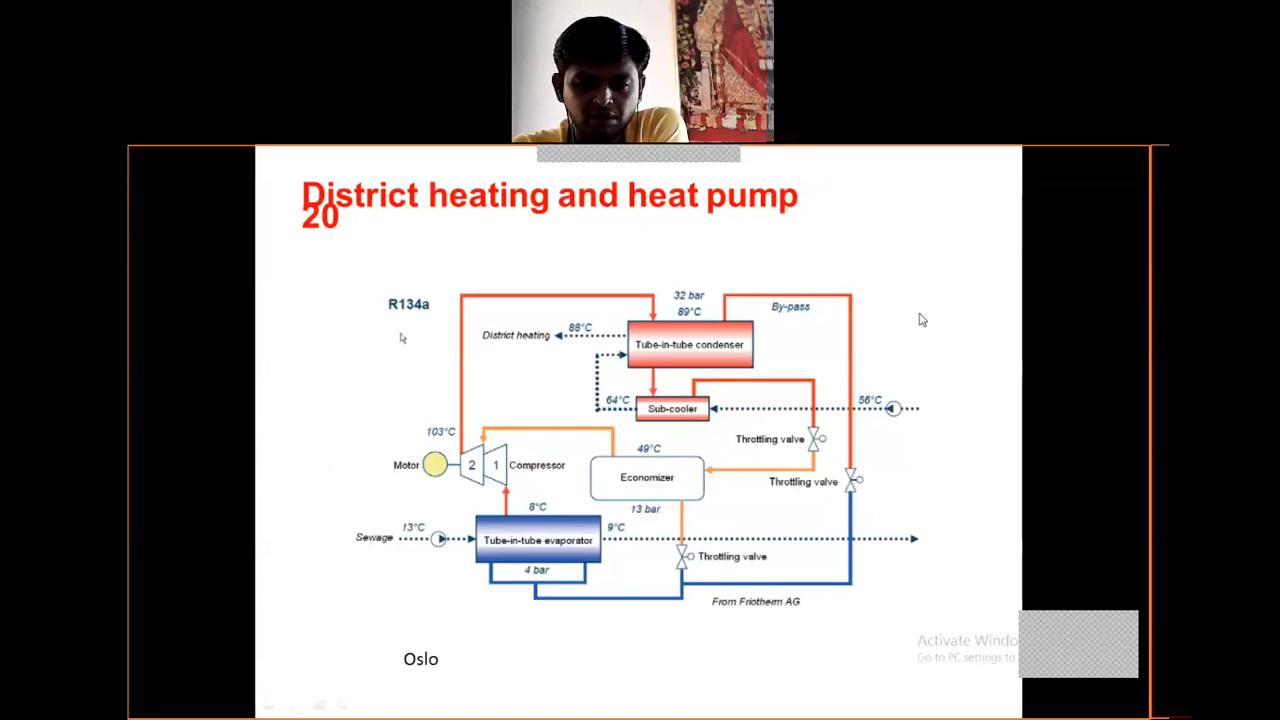 District heating and heat pump
20
R134a
32 bar
89°C
By-pass
District heating
88°C
Tube-in-tube condenser
64°C
Sub-cooler
56°C
103°C
Throttling valve
49°C
Motor
2
1
Compressor
Economizer
Throttling valve
8°C
13 bar
Sewage
13°C
9°C
Tube-in-tube evaporator
Throttling valve
4 bar
From Friotherm AG
Activate Windo
Go to PC settings to
Oslo